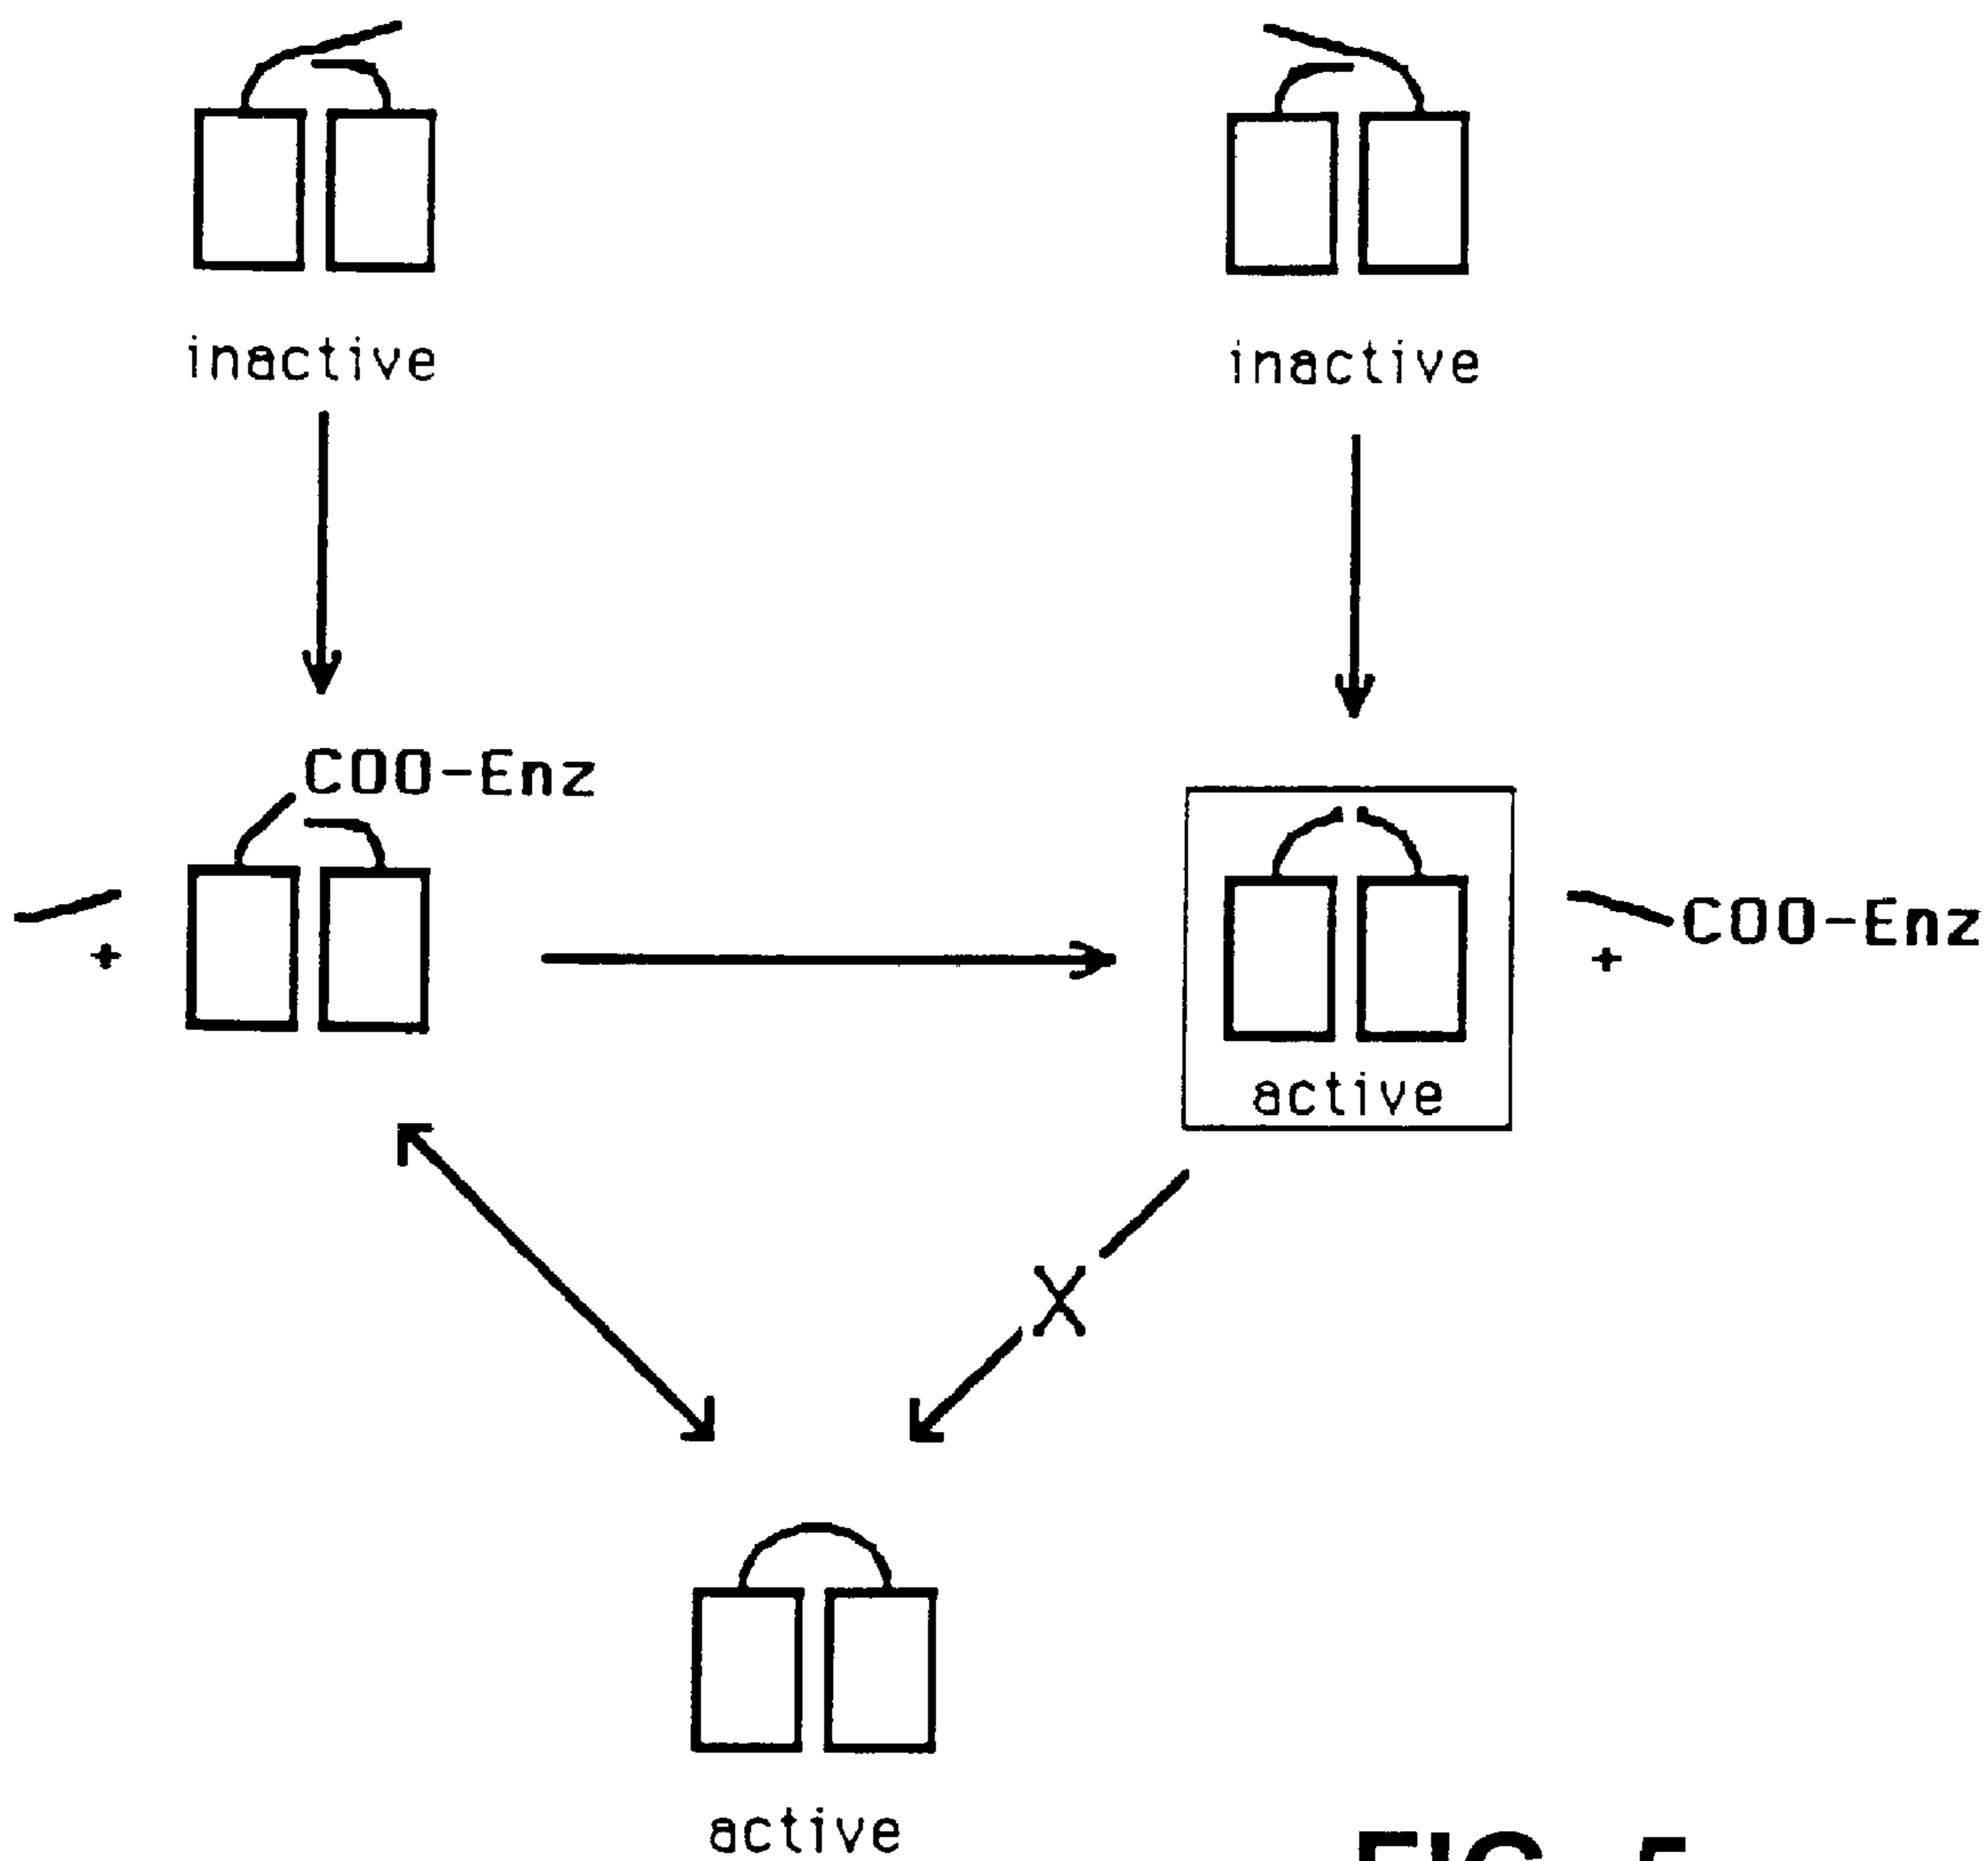 inactive
inactive
COO-Enz
+
+
COO-Enz
active
X
active